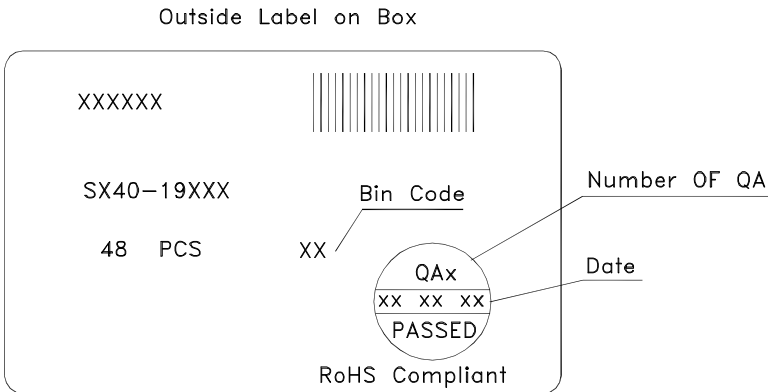 Outside Label on Box
XXXXXX
SX40-19XXX
Bin Code
Number OF QA
48 PCS
XX
QAx
Date
XX XX XX
PASSED
RoHS Compliant